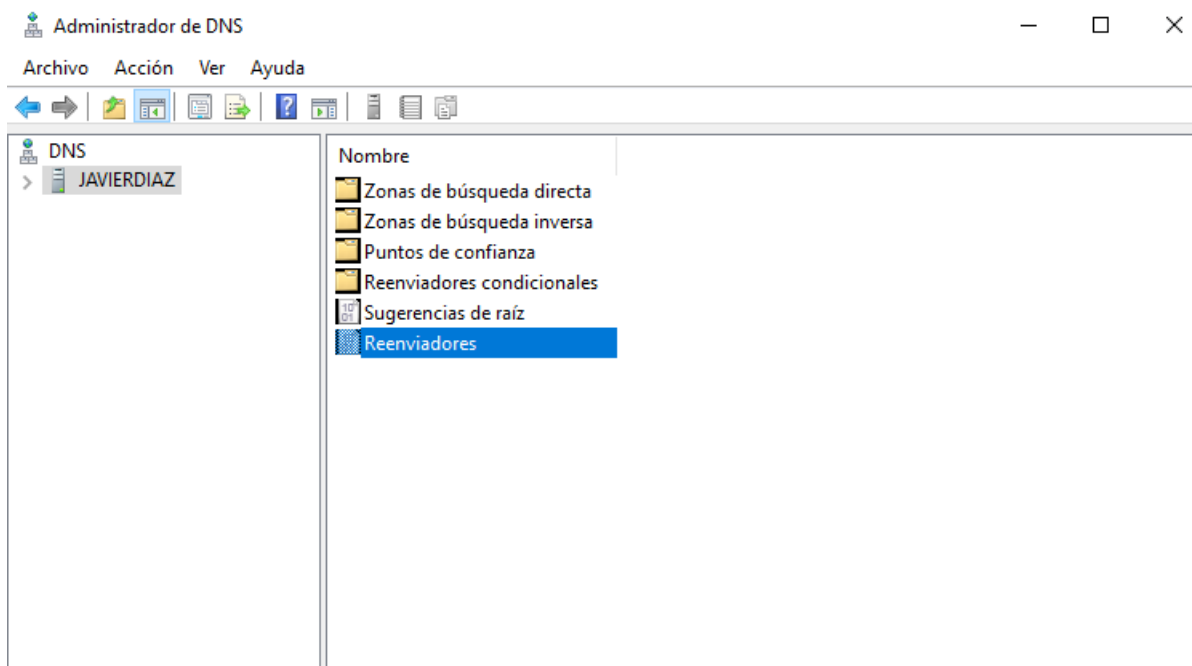 Administrador de DNS
Archivo Acción Ver Ayuda
DNS
JAVIERDIAZ
Nombre
Zonas de búsqueda directa
Zonas de búsqueda inversa
Puntos de confianza
Reenviadores condicionales
Sugerencias de raíz
Reenviadores